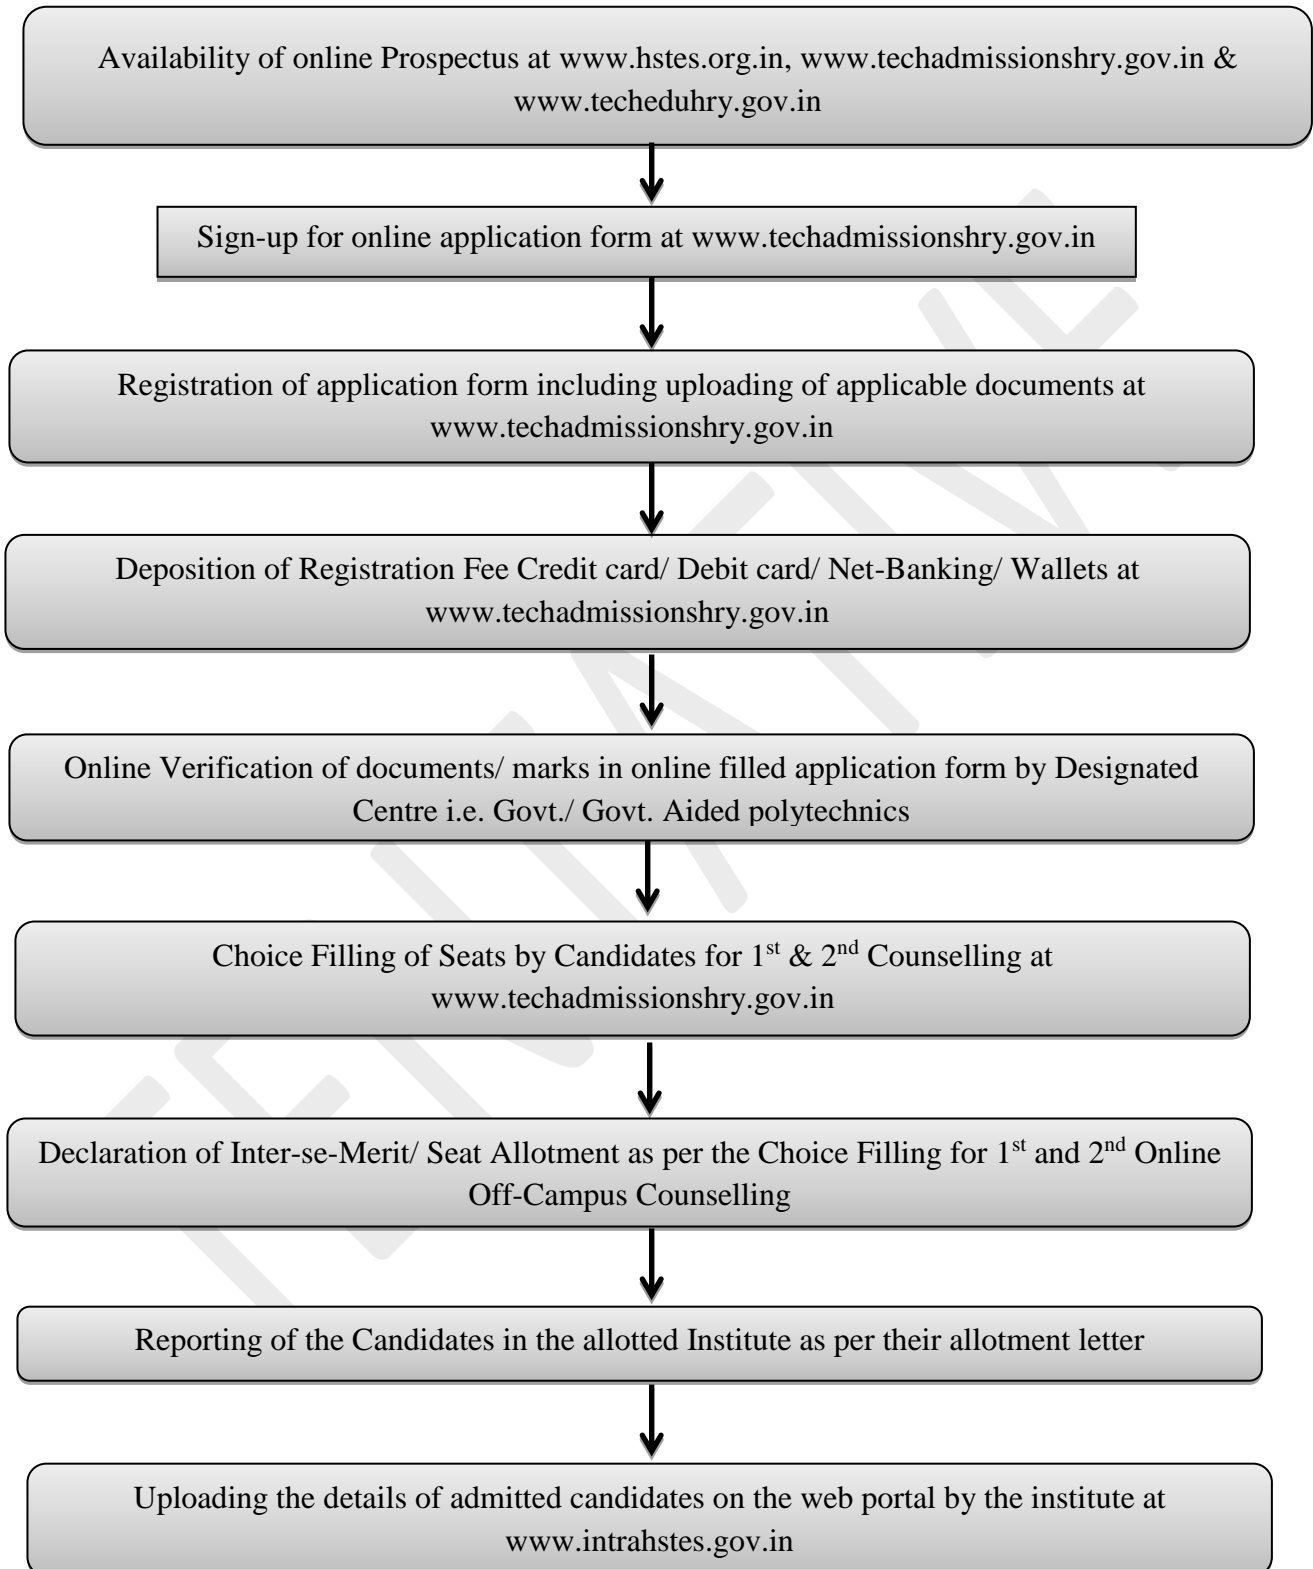 Availability of online Prospectus at www.hstes.org.in, www.techadmissionshry.gov.in &
www.techeduhry.gov.in
Sign-up for online application form at www.techadmissionshry.gov.in
Registration of application form including uploading of applicable documents at
www.techadmissionshry.gov.in
Deposition of Registration Fee Credit card/ Debit card/ Net-Banking/ Wallets at
www.techadmissionshry.gov.in
Online Verification of documents/ marks in online filled application form by Designated
Centre i.e. Govt./ Govt. Aided polytechnics
Choice Filling of Seats by Candidates for 1st & 2nd Counselling at
www.techadmissionshry.gov.in
Declaration of Inter-se-Merit/ Seat Allotment as per the Choice Filling for 1st and 2nd Online
Off-Campus Counselling
Reporting of the Candidates in the allotted Institute as per their allotment letter
Uploading the details of admitted candidates on the web portal by the institute at
www.intrahstes.gov.in
TENTATIVE